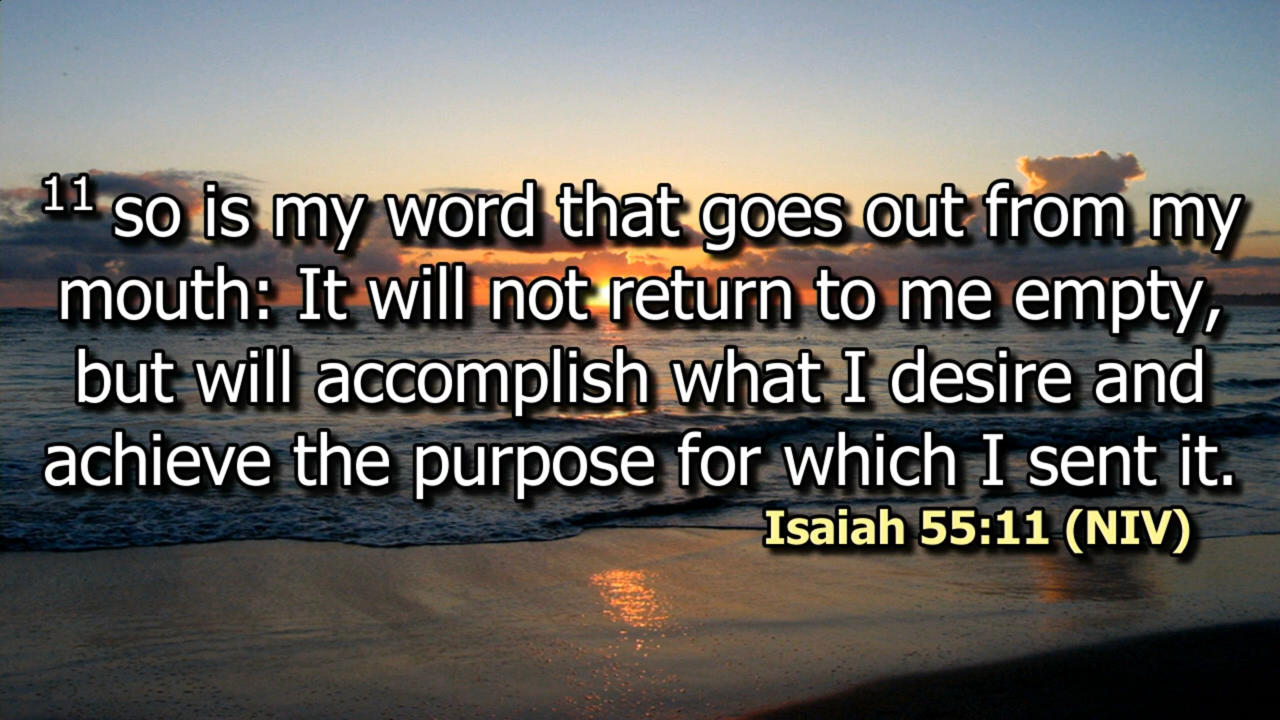 11 so is my word that goes out from my
mouth: It will not return to me empty,
but will accomplish what I desire and
achieve the purpose for which I sent it.
Isaiah 55:11 (NIV)